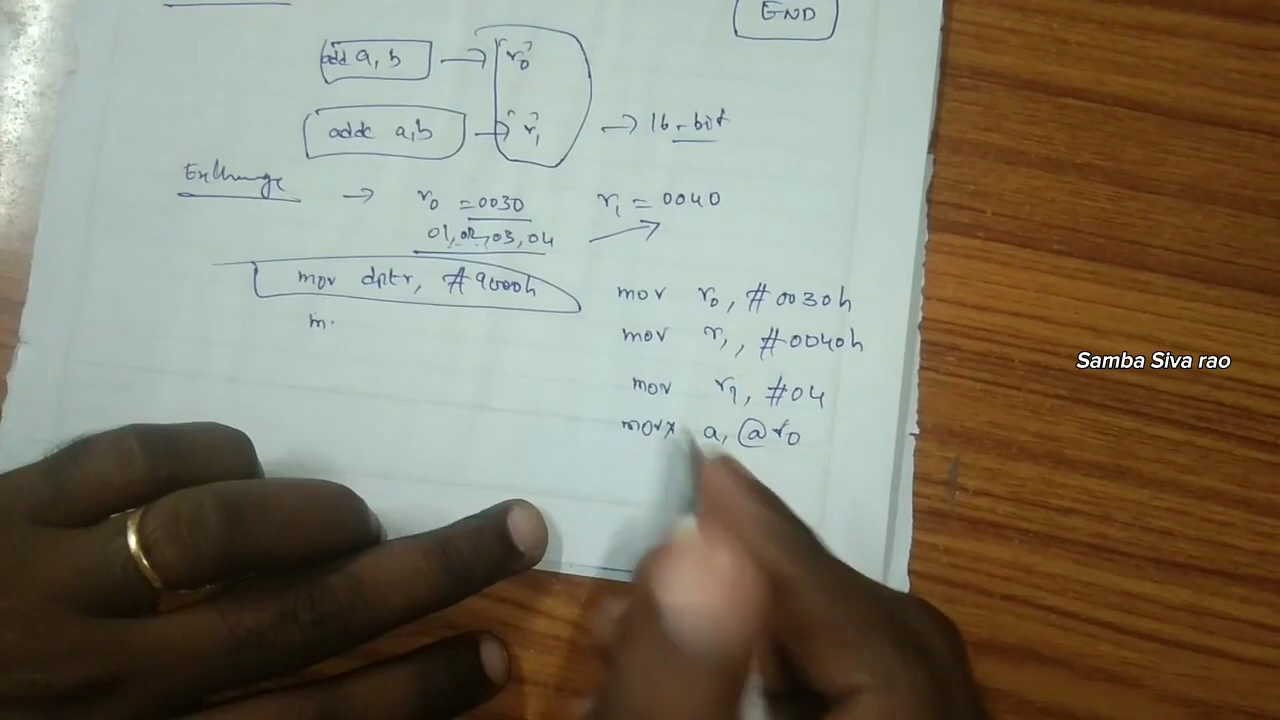 END
add a, b → r0
addc a,b → r1 → 16-bit
Exchange → r0 = 0030 r1 = 0040
01, 02, 03, 04
mov dptr, #9000h
m.
mov r0, #0030h
mov r1, #0040h
mov r7, #04
movx a, @r0
Samba Siva rao